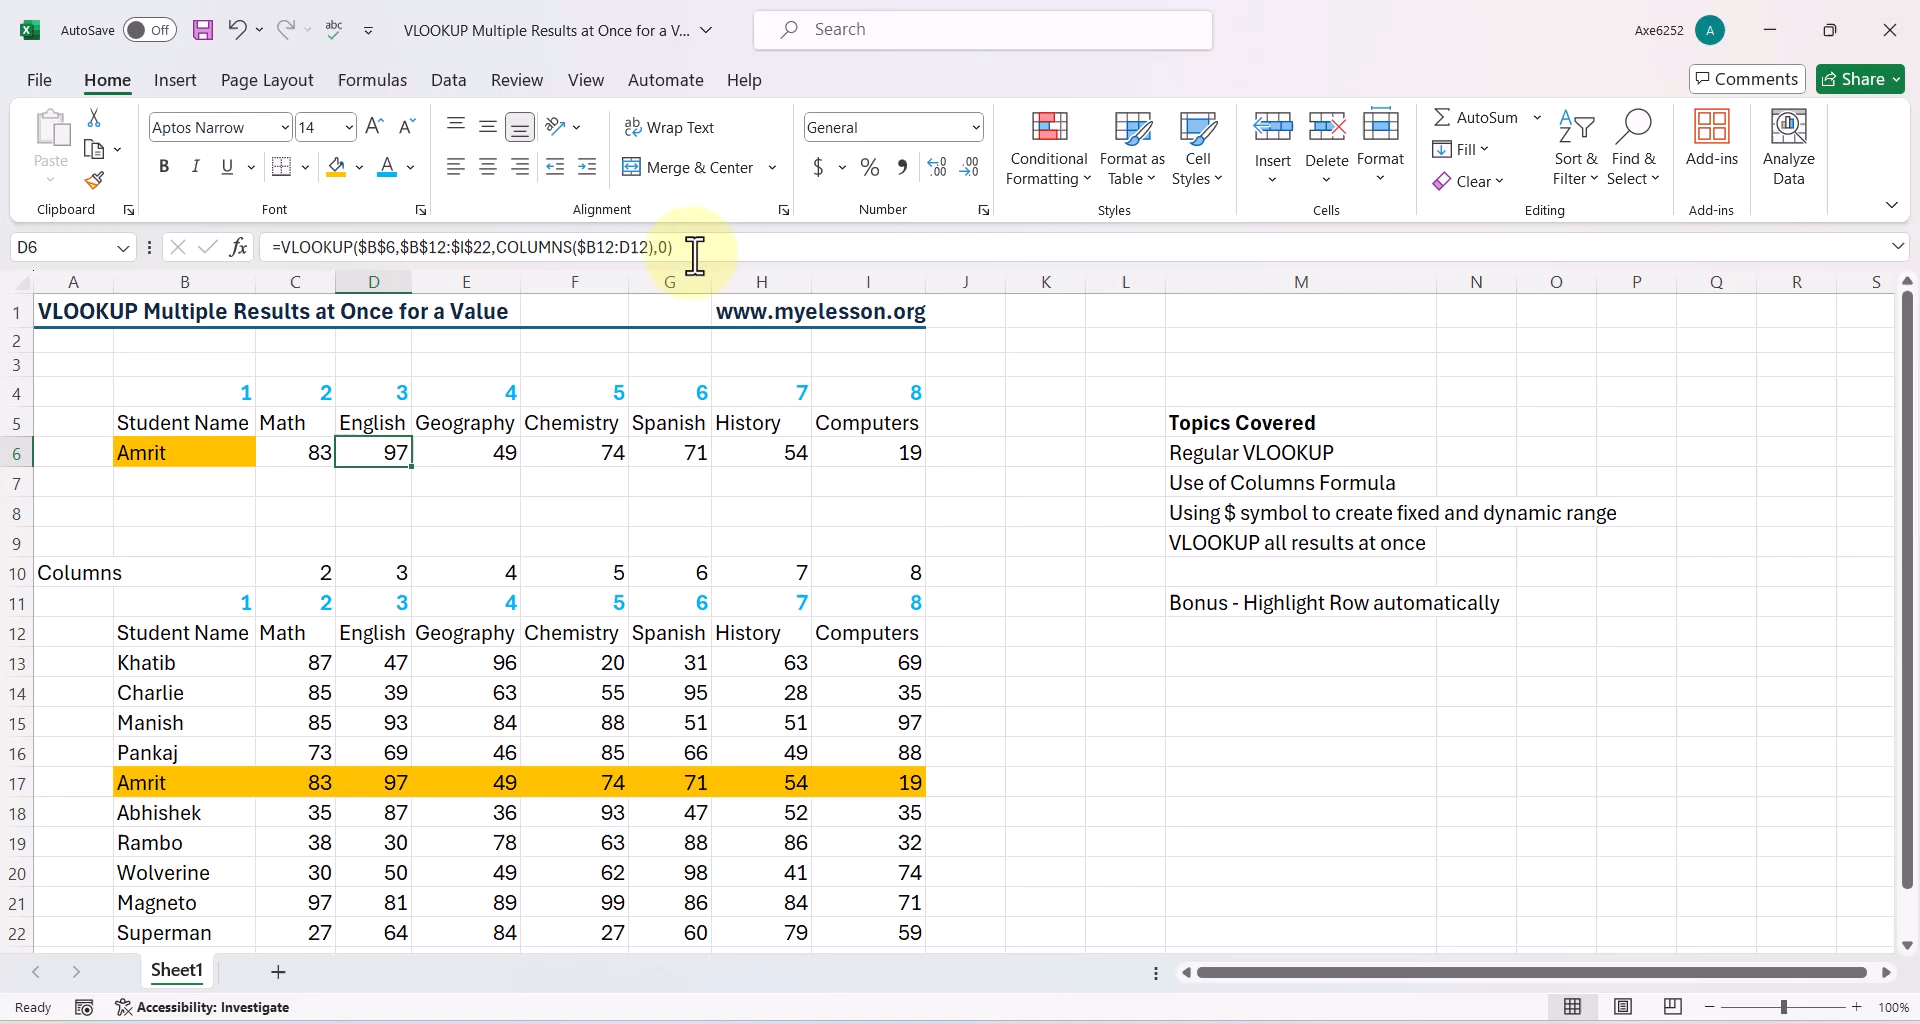 AutoSave Off abc VLOOKUP Multiple Results at Once for a V... Search Axe6252 A
File Home Insert Page Layout Formulas Data Review View Automate Help Comments Share
Paste
Clipboard
Aptos Narrow 14
B I U
Font
Wrap Text
Merge & Center
Alignment
General
$ % 9 .00 .00
Number
Conditional Formatting
Format as Table
Cell Styles
Styles
Insert Delete Format
Cells
AutoSum
Fill
Clear
Sort & Filter
Find & Select
Editing
Add-ins
Add-ins
Analyze Data
D6 fx =VLOOKUP($B$6,$B$12:$I$22,COLUMNS($B12:D12),0)
A B C D E F G H I J K L M N O P Q R S
1 VLOOKUP Multiple Results at Once for a Value www.myelesson.org
2
3
4 1 2 3 4 5 6 7 8
5 Student Name Math English Geography Chemistry Spanish History Computers Topics Covered
6 Amrit 83 97 49 74 71 54 19 Regular VLOOKUP
7 Use of Columns Formula
8 Using $ symbol to create fixed and dynamic range
9 VLOOKUP all results at once
10 Columns 2 3 4 5 6 7 8
11 1 2 3 4 5 6 7 8 Bonus - Highlight Row automatically
12 Student Name Math English Geography Chemistry Spanish History Computers
13 Khatib 87 47 96 20 31 63 69
14 Charlie 85 39 63 55 95 28 35
15 Manish 85 93 84 88 51 51 97
16 Pankaj 73 69 46 85 66 49 88
17 Amrit 83 97 49 74 71 54 19
18 Abhishek 35 87 36 93 47 52 35
19 Rambo 38 30 78 63 88 86 32
20 Wolverine 30 50 49 62 98 41 74
21 Magneto 97 81 89 99 86 84 71
22 Superman 27 64 84 27 60 79 59
Sheet1
Ready Accessibility: Investigate 100%